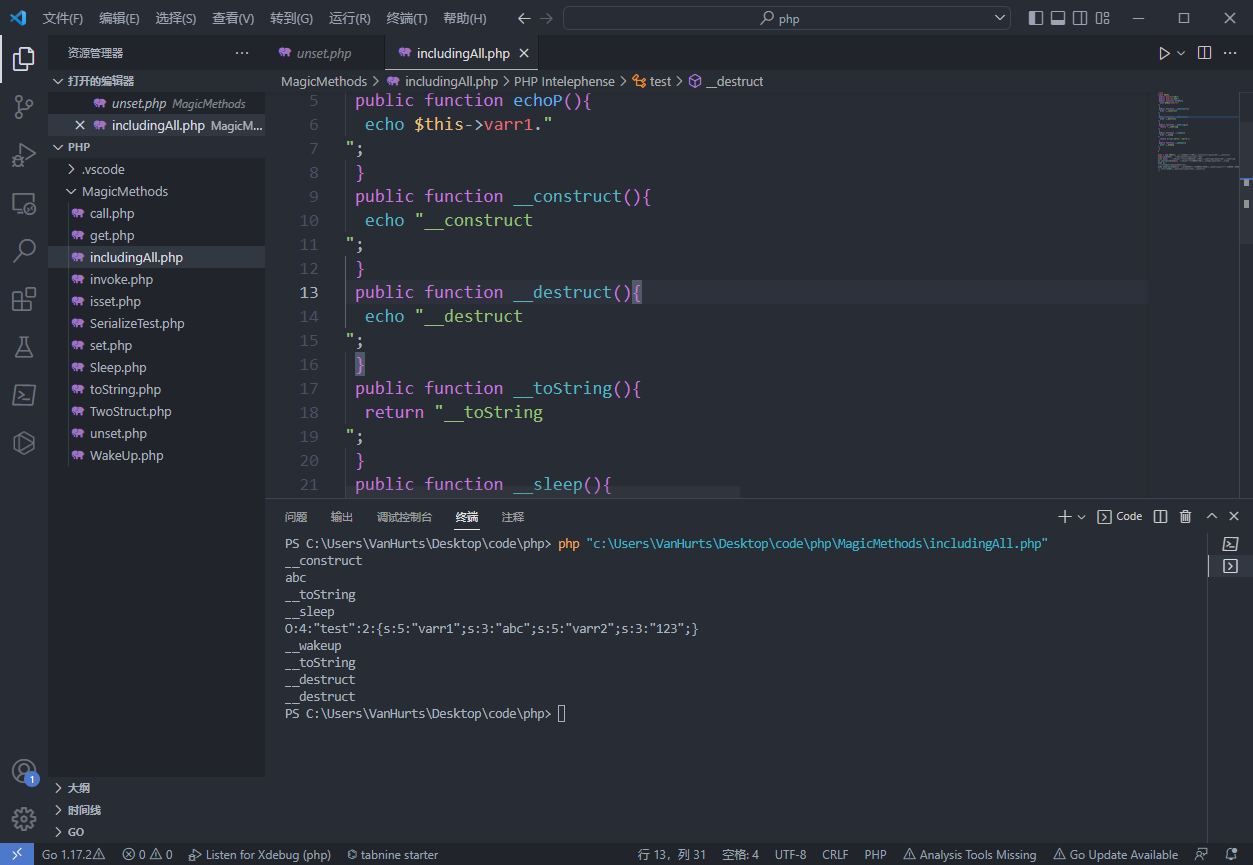 文件(F) 编辑(E) 选择(S) 查看(V) 转到(G) 运行(R) 终端(T) 帮助(H) php
资源管理器 ···
unset.php includingAll.php
打开的编辑器
unset.php MagicMethods
includingAll.php MagicM...
PHP
.vscode
MagicMethods
call.php
get.php
includingAll.php
invoke.php
isset.php
SerializeTest.php
set.php
Sleep.php
toString.php
TwoStruct.php
unset.php
WakeUp.php
大纲
时间线
GO
MagicMethods > includingAll.php > PHP Intelephense > test > __destruct
5 public function echoP(){
6 echo $this->varr1."
7 ";
8 }
9 public function __construct(){
10 echo "__construct
11 ";
12 }
13 public function __destruct(){
14 echo "__destruct
15 ";
16 }
17 public function __toString(){
18 return "__toString
19 ";
20 }
21 public function __sleep(){
问题 输出 调试控制台 终端 注释 Code
PS C:\Users\VanHurts\Desktop\code\php> php "c:\Users\VanHurts\Desktop\code\php\MagicMethods\includingAll.php"
__construct
abc
__toString
__sleep
O:4:"test":2:{s:5:"varr1";s:3:"abc";s:5:"varr2";s:3:"123";}
__wakeup
__toString
__destruct
__destruct
PS C:\Users\VanHurts\Desktop\code\php>
1
Go 1.17.2 0 0 Listen for Xdebug (php) tabnine starter 行 13，列 31 空格: 4 UTF-8 CRLF PHP Analysis Tools Missing Go Update Available